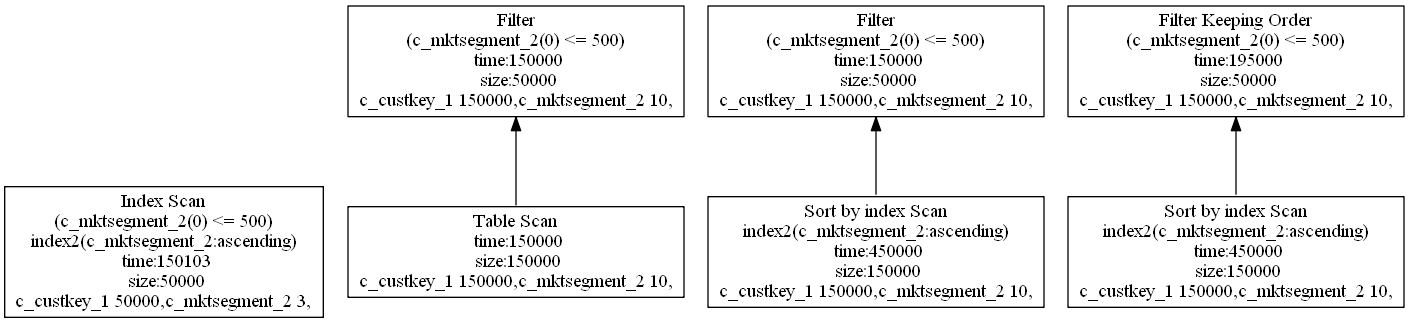 Filter
(c_mktsegment_2(0) <= 500)
time:150000
size:50000
c_custkey_1 150000,c_mktsegment_2 10,
Filter
(c_mktsegment_2(0) <= 500)
time:150000
size:50000
c_custkey_1 150000,c_mktsegment_2 10,
Filter Keeping Order
(c_mktsegment_2(0) <= 500)
time:195000
size:50000
c_custkey_1 150000,c_mktsegment_2 10,
Index Scan
(c_mktsegment_2(0) <= 500)
index2(c_mktsegment_2:ascending)
time:150103
size:50000
c_custkey_1 50000,c_mktsegment_2 3,
Table Scan
time:150000
size:150000
c_custkey_1 150000,c_mktsegment_2 10,
Sort by index Scan
index2(c_mktsegment_2:ascending)
time:450000
size:150000
c_custkey_1 150000,c_mktsegment_2 10,
Sort by index Scan
index2(c_mktsegment_2:ascending)
time:450000
size:150000
c_custkey_1 150000,c_mktsegment_2 10,